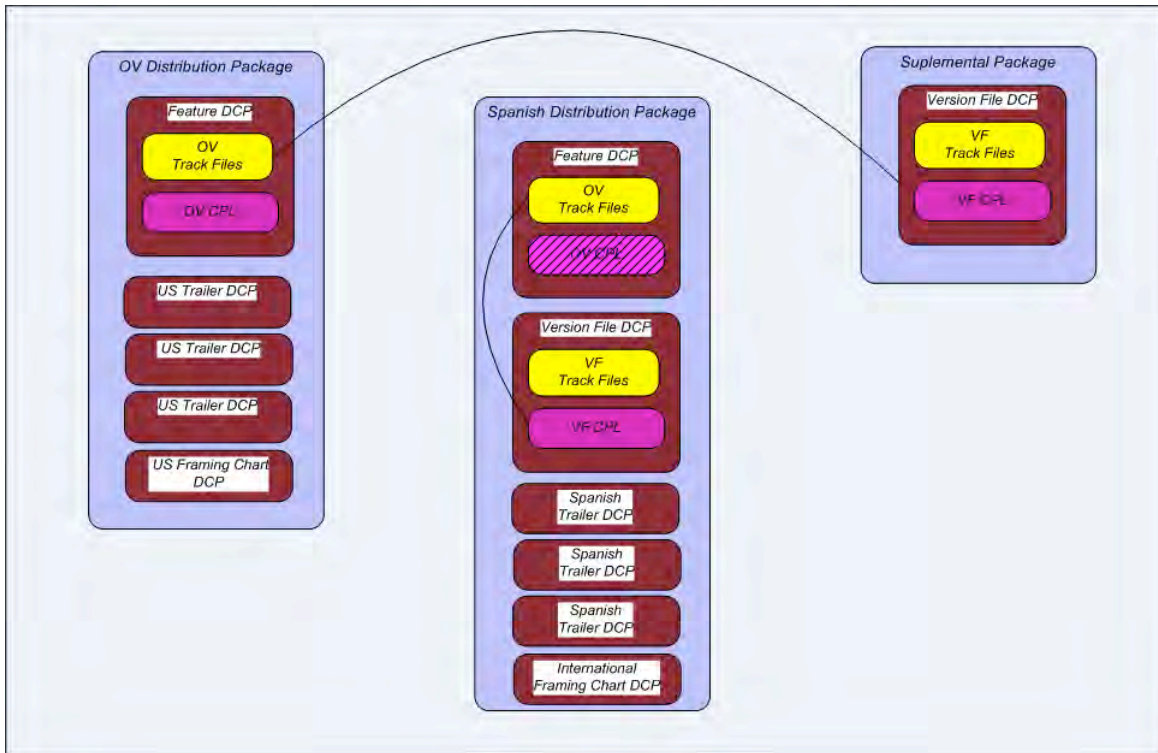 OV Distribution Package
Feature DCP
OV
Track Files
OV CPL
US Trailer DCP
US Trailer DCP
US Trailer DCP
US Framing Chart
DCP
Spanish Distribution Package
Feature DCP
OV
Track Files
OV CPL
Version File DCP
VF
Track Files
VF CPL
Spanish
Trailer DCP
Spanish
Trailer DCP
Spanish
Trailer DCP
International
Framing Chart DCP
Suplemental Package
Version File DCP
VF
Track Files
VF CPL